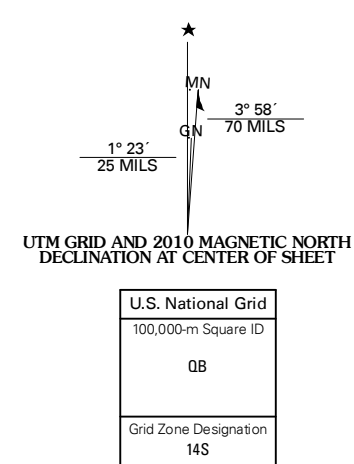 ★
MN
3° 58´
70 MILS
GN
1° 23´
25 MILS
UTM GRID AND 2010 MAGNETIC NORTH
DECLINATION AT CENTER OF SHEET
U.S. National Grid
100,000-m Square ID
QB
Grid Zone Designation
14S